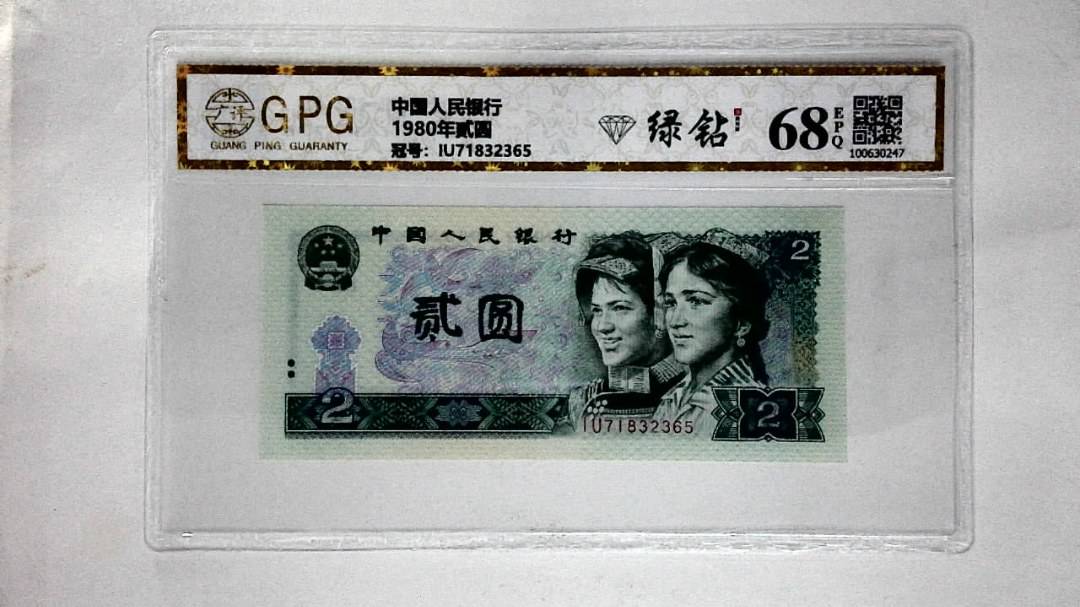 GPG
GUANG PING GUARANTY
中国人民银行
1980年贰圆
冠号：IU71832365
绿钻
68
EPQ
100630247
中国人民银行
2
贰圆
2
IU71832365
2